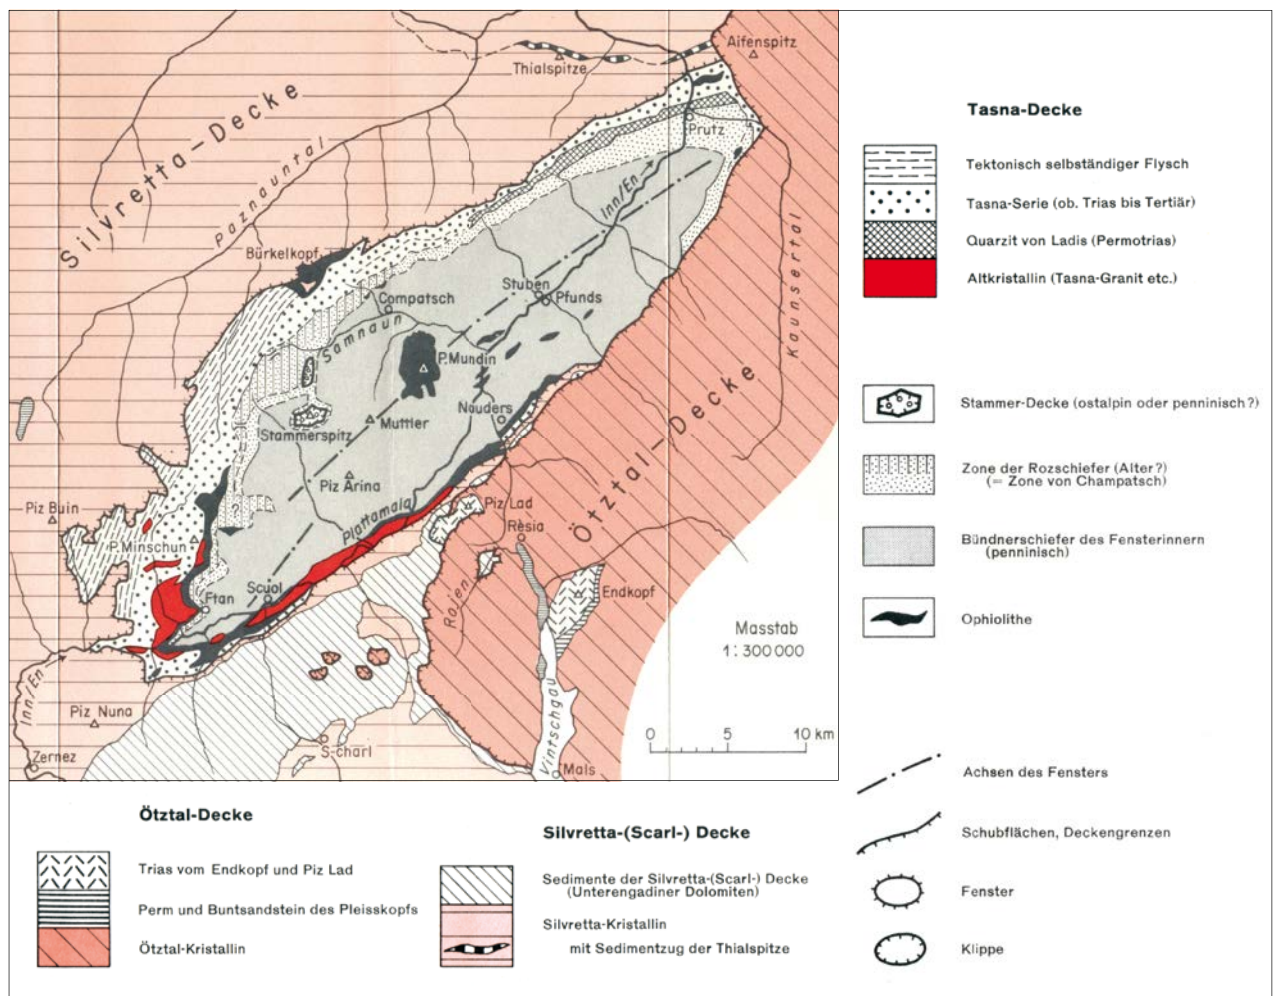 Aifenspitz
Thialspitze
Silvretta-Decke
Paznauntal
Prutz
Inn/En
Bürkelkopf
Kaunsertal
Stuben
Pfunds
Compatsch
Samnaun
P.Mundin
Nauders
Stammerspitz
Muttler
Ötztal-Decke
Piz Arina
Plattamala
Piz Lad
Piz Buin
Rèsia
P.Minschun
Scuol
Ftan
Endkopf
Rojen
Masstab
1:300000
Inn/En
Piz Nuna
S-charl
Vintschgau
0 5 10 km
Zernez
Mals
Tasna-Decke
Tektonisch selbständiger Flysch
Tasna-Serie (ob. Trias bis Tertiär)
Quarzit von Ladis (Permotrias)
Altkristallin (Tasna-Granit etc.)
Stammer-Decke (ostalpin oder penninisch?)
Zone der Rozschiefer (Alter?)
(= Zone von Champatsch)
Bündnerschiefer des Fensterinnern
(penninisch)
Ophiolithe
Achsen des Fensters
Schubflächen, Deckengrenzen
Fenster
Klippe
Ötztal-Decke
Trias vom Endkopf und Piz Lad
Perm und Buntsandstein des Pleisskopfs
Ötztal-Kristallin
Silvretta-(Scarl-) Decke
Sedimente der Silvretta-(Scarl-) Decke
(Unterengadiner Dolomiten)
Silvretta-Kristallin
mit Sedimentzug der Thialspitze